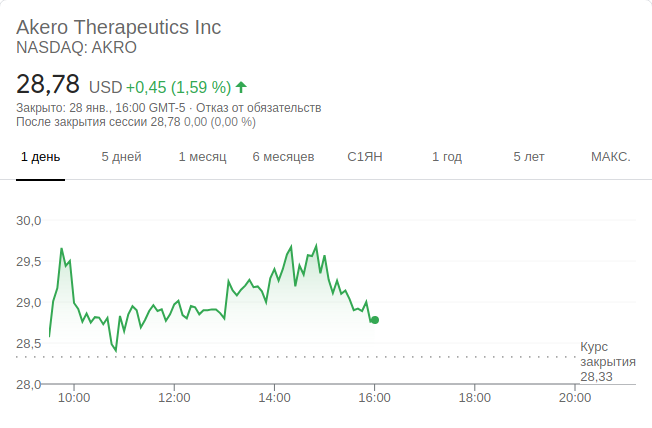 Akero Therapeutics Inc
NASDAQ: AKRO
28,78 USD +0,45 (1,59 %)
Закрыто: 28 янв., 16:00 GMT-5 · Отказ от обязательств
После закрытия сессии 28,78 0,00 (0,00 %)
1 день 5 дней 1 месяц 6 месяцев С1ЯН 1 год 5 лет МАКС.
30,0
29,5
29,0
28,5
Курс
закрытия
28,33
28,0
10:00 12:00 14:00 16:00 18:00 20:00